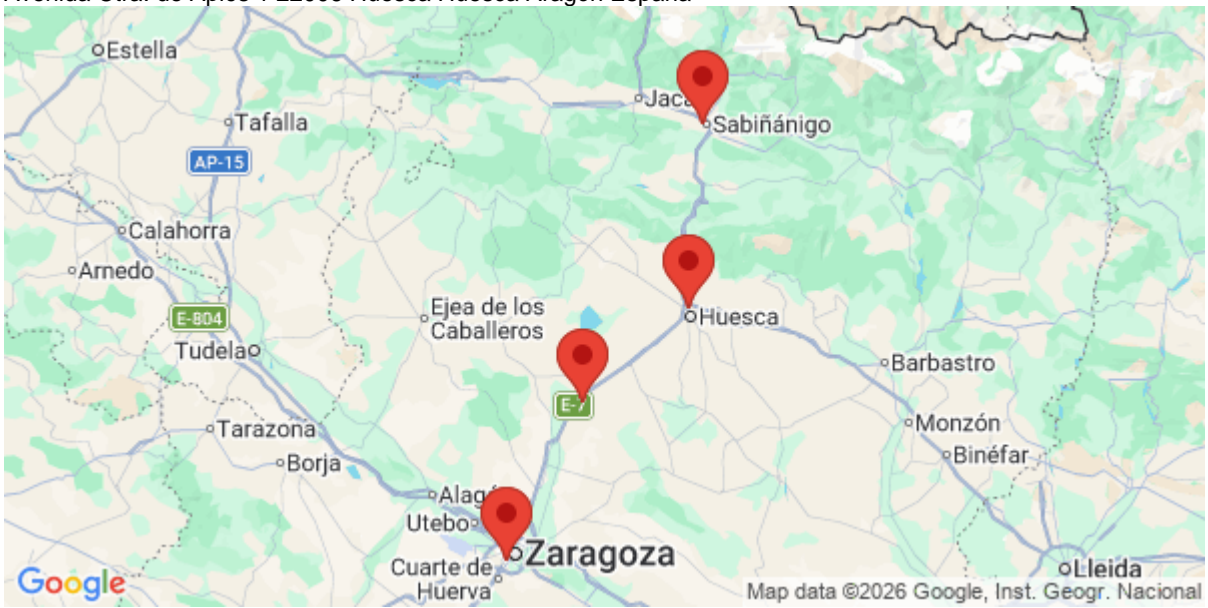 Estella
Jaca
Sabiñánigo
Tafalla
AP-15
Calahorra
Arnedo
Ejea de los
Caballeros
E-804
Huesca
Tudela
Barbastro
E-7
Tarazona
Monzón
Borja
Binéfar
Utebo
Zaragoza
Cuarte de
Huerva
Lleida
Google
Map data ©2026 Google, Inst. Geogr. Nacional